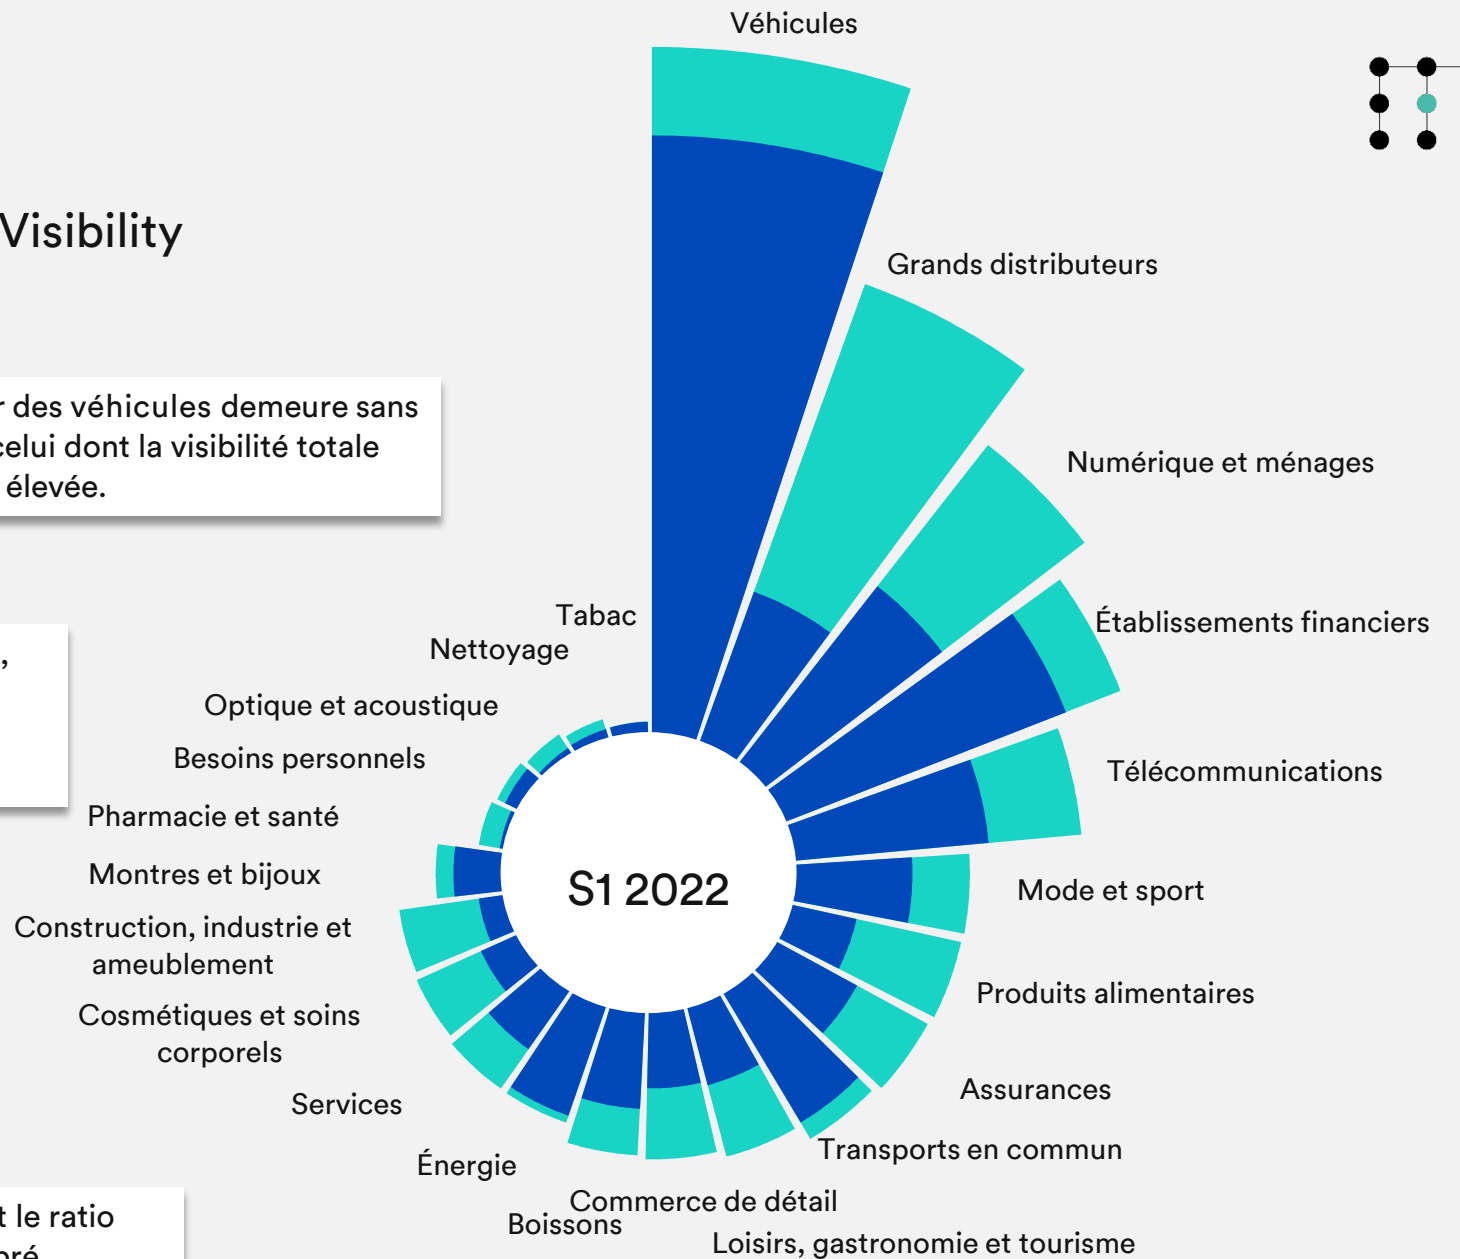 Véhicules
Visibility
Grands distributeurs
r des véhicules demeure sans
celui dont la visibilité totale
élevée.
Numérique et ménages
Établissements financiers
Tabac
Nettoyage
,
Optique et acoustique
Besoins personnels
Télécommunications
Pharmacie et santé
Montres et bijoux
S1 2022
Mode et sport
Construction, industrie et
ameublement
Produits alimentaires
Cosmétiques et soins
corporels
Assurances
Services
Transports en commun
Énergie
Commerce de détail
Boissons
Loisirs, gastronomie et tourisme
t le ratio